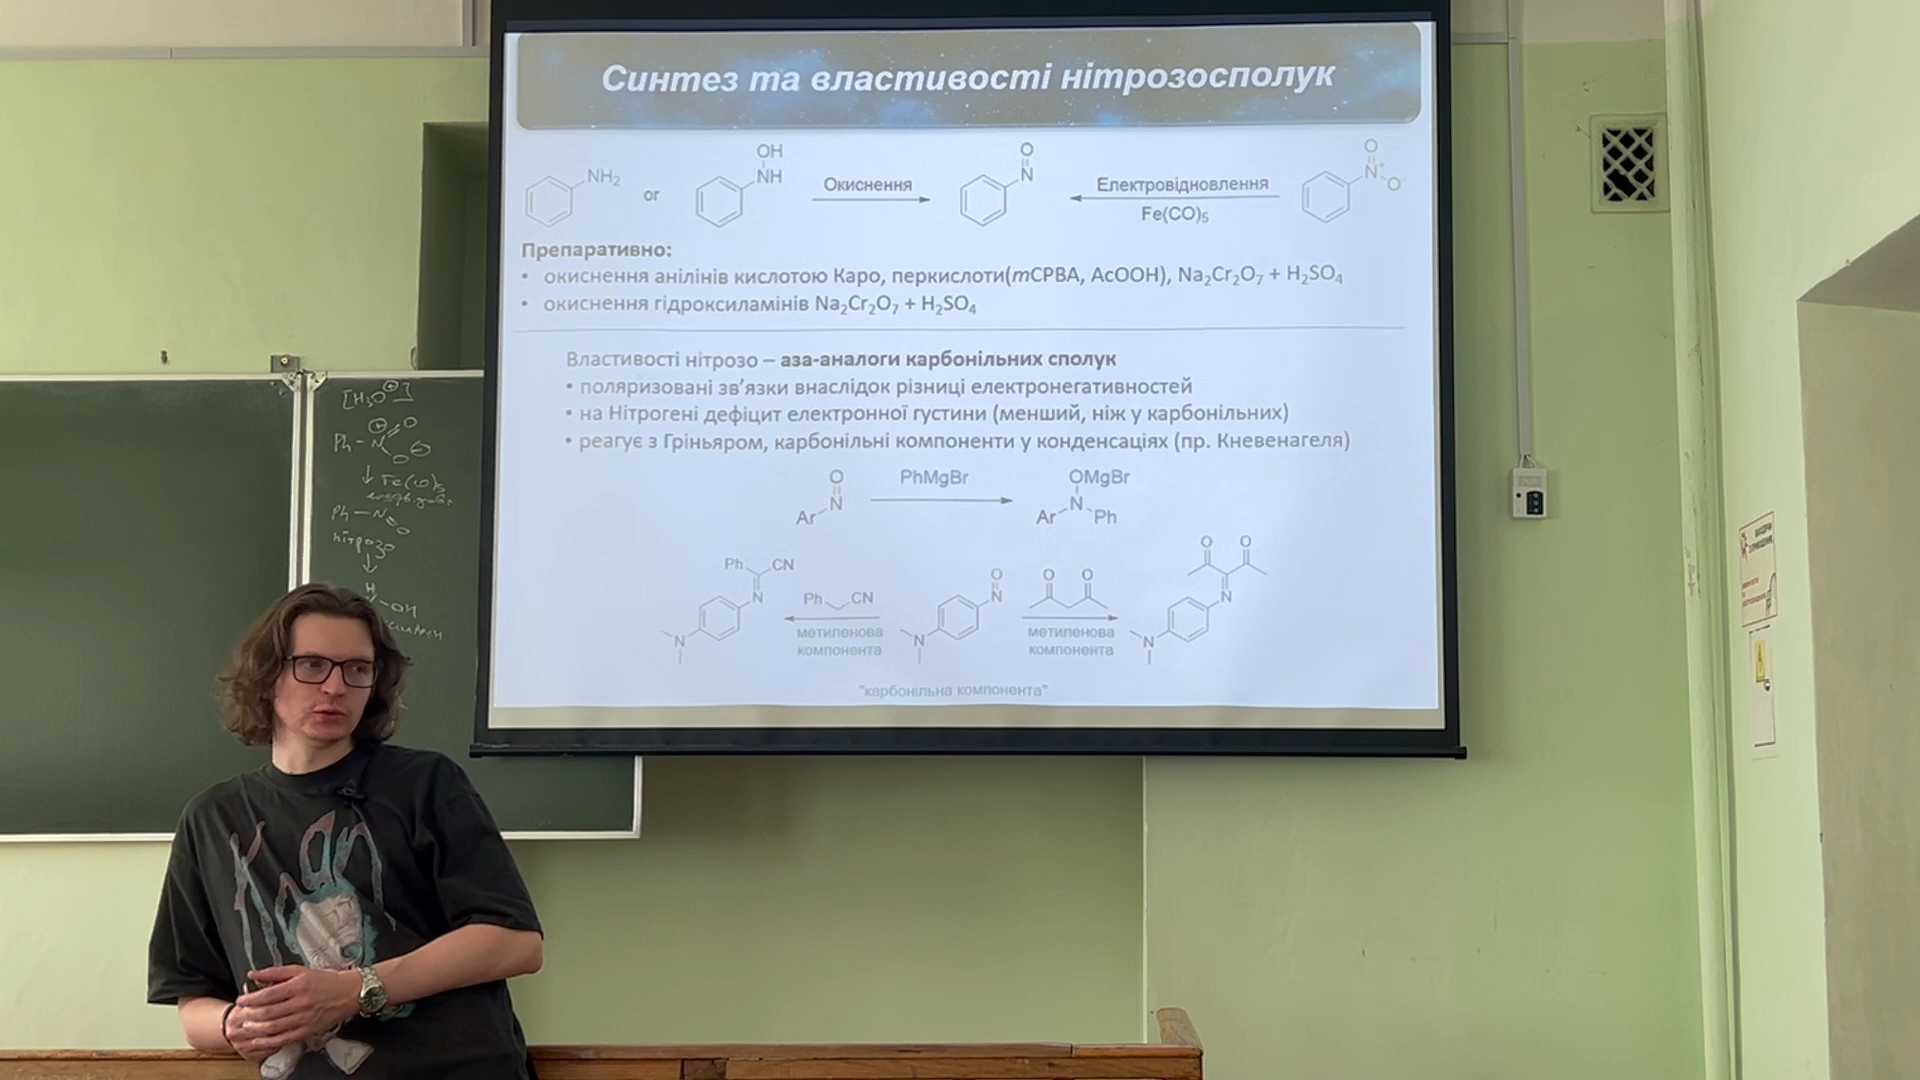 Синтез та властивості нітрозосполук
NH₂
or
OH
NH
Окиснення
O
N
Електровідновлення
Fe(CO)₅
O
N⁺
O⁻
Препаративно:
• окиснення анілінів кислотою Каро, перкислоти(mCPBA, AcOOH), Na₂Cr₂O₇ + H₂SO₄
• окиснення гідроксиламінів Na₂Cr₂O₇ + H₂SO₄
Властивості нітрозо – аза-аналоги карбонільних сполук
• поляризовані зв’язки внаслідок різниці електронегативностей
• на Нітрогені дефіцит електронної густини (менший, ніж у карбонільних)
• реагує з Гріньяром, карбонільні компоненти у конденсаціях (пр. Кневенагеля)
O
N
Ar
PhMgBr
OMgBr
N
Ar Ph
Ph CN
N
N
Ph CN
метиленова
компонента
O
N
N
O O
метиленова
компонента
O O
N
N
"карбонільна компонента"
[H₃O⊕]
Ph–N
O
O
Ph–N
O
нітрозо
H
–OH
Korn